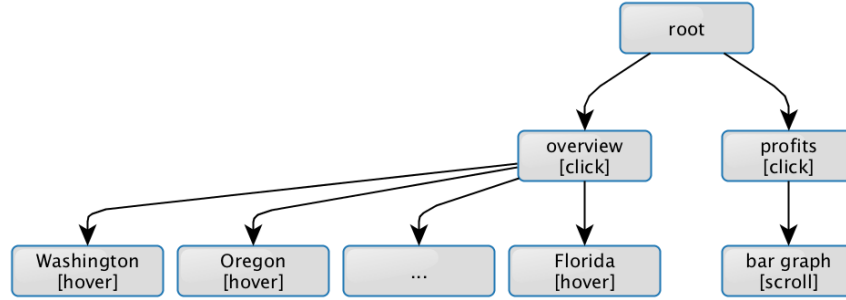 root
overview
[click]
profits
[click]
Washington
[hover]
Oregon
[hover]
...
Florida
[hover]
bar graph
[scroll]